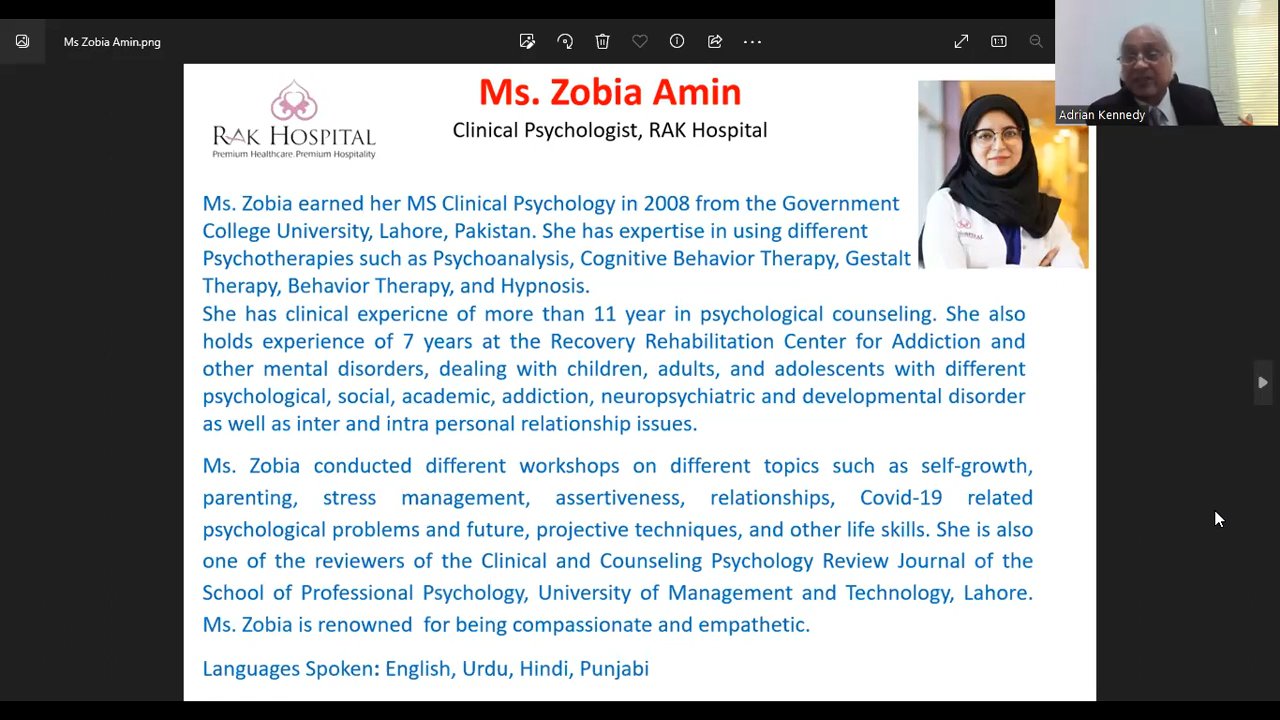 Ms Zobia Amin.png
Adrian Kennedy
RAK HOSPITAL
Premium Healthcare. Premium Hospitality
Ms. Zobia Amin
Clinical Psychologist, RAK Hospital
Ms. Zobia earned her MS Clinical Psychology in 2008 from the Government
College University, Lahore, Pakistan. She has expertise in using different
Psychotherapies such as Psychoanalysis, Cognitive Behavior Therapy, Gestalt
Therapy, Behavior Therapy, and Hypnosis.
She has clinical expericne of more than 11 year in psychological counseling. She also
holds experience of 7 years at the Recovery Rehabilitation Center for Addiction and
other mental disorders, dealing with children, adults, and adolescents with different
psychological, social, academic, addiction, neuropsychiatric and developmental disorder
as well as inter and intra personal relationship issues.
Ms. Zobia conducted different workshops on different topics such as self-growth,
parenting, stress management, assertiveness, relationships, Covid-19 related
psychological problems and future, projective techniques, and other life skills. She is also
one of the reviewers of the Clinical and Counseling Psychology Review Journal of the
School of Professional Psychology, University of Management and Technology, Lahore.
Ms. Zobia is renowned for being compassionate and empathetic.
Languages Spoken: English, Urdu, Hindi, Punjabi